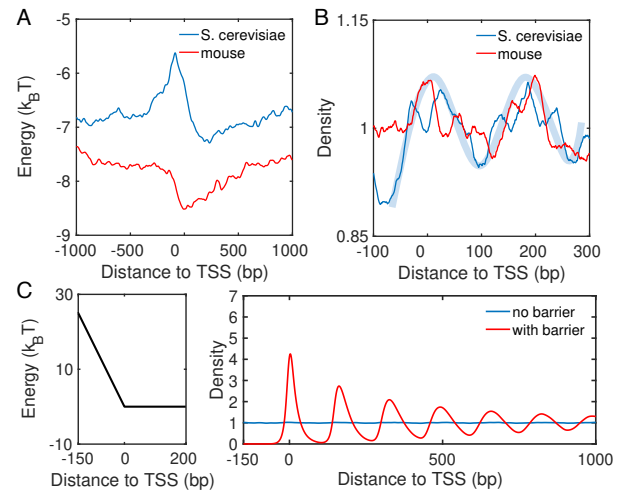 A
S. cerevisiae
mouse
Energy (k_BT)
-5
-6
-7
-8
-9
-1000 -500 0 500 1000
Distance to TSS (bp)
B
S. cerevisiae
mouse
Density
1.15
1
0.85
-100 0 100 200 300
Distance to TSS (bp)
C
Energy (k_BT)
30
10
-10
-150 0 200
Distance to TSS (bp)
no barrier
with barrier
Density
7
6
5
4
3
2
1
0
-150 0 500 1000
Distance to TSS (bp)